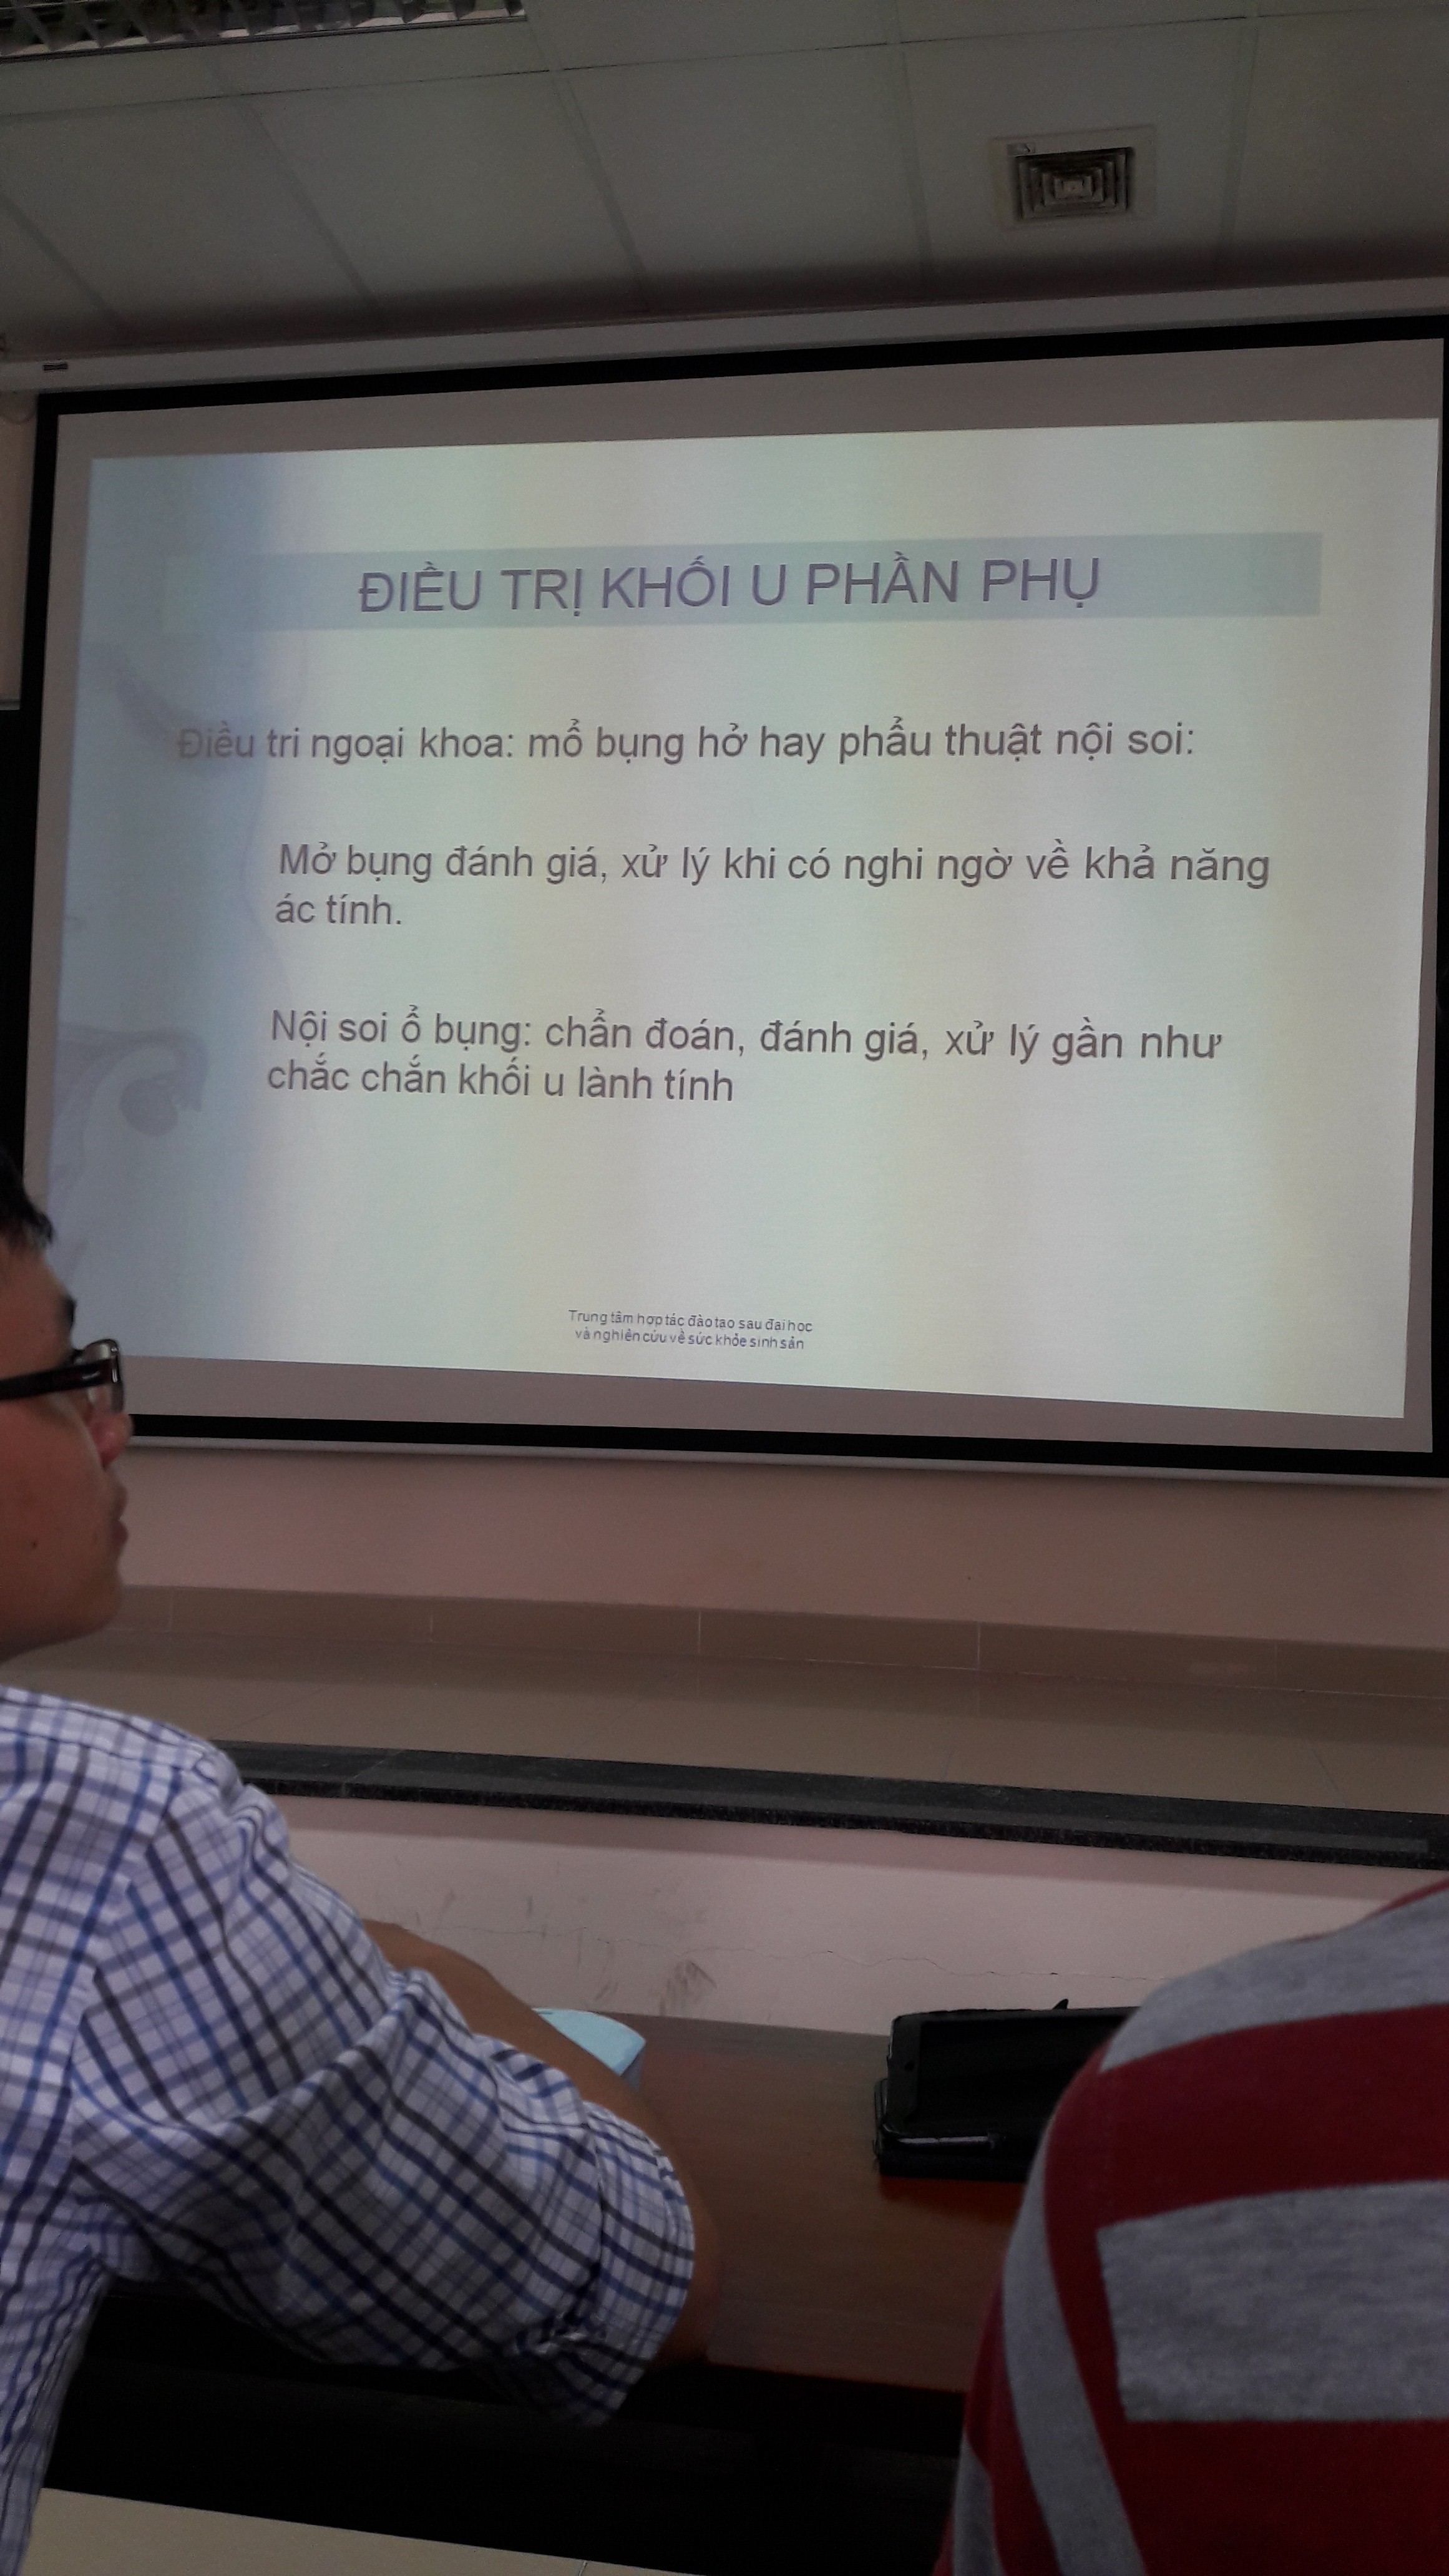 ĐIỀU TRỊ KHỐI U PHẦN PHỤ
Điều tri ngoại khoa: mổ bụng hở hay phẩu thuật nội soi:
Mở bụng đánh giá, xử lý khi có nghi ngờ về khả năng
ác tính.
Nội soi ổ bụng: chẩn đoán, đánh giá, xử lý gần như
chắc chắn khối u lành tính
Trung tâm hợp tác đào tạo sau đại học
và nghiên cứu về sức khỏe sinh sản